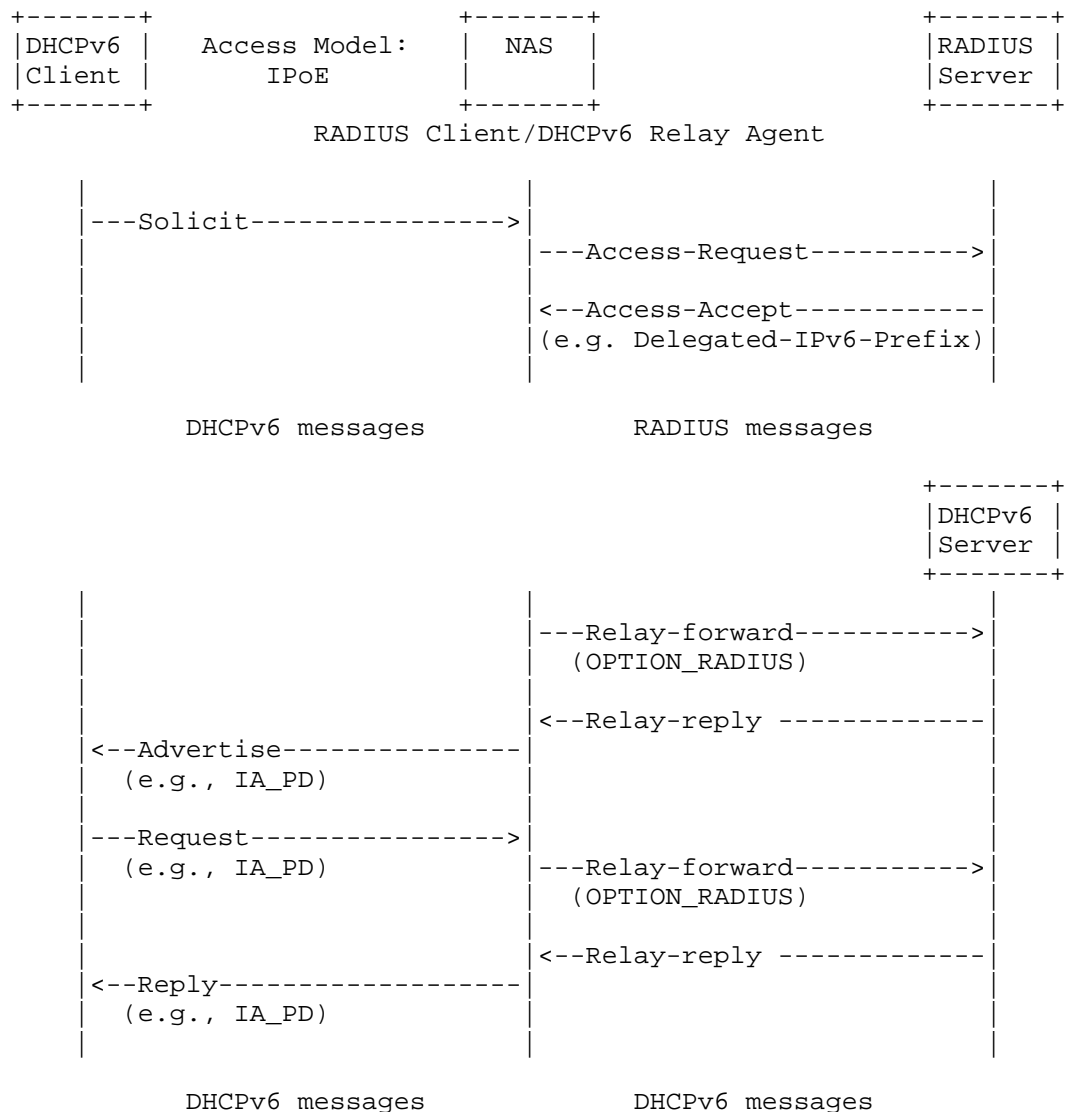 +-------+                     +-------+                      +-------+
|DHCPv6 |   Access Model:     |  NAS  |                      |RADIUS |
|Client |       IPoE          |       |                      |Server |
+-------+                     +-------+                      +-------+
RADIUS Client/DHCPv6 Relay Agent
|                             |                              |
|---Solicit----------------->|                              |
|                             |---Access-Request---------->|
|                             |                              |
|                             |<--Access-Accept------------|
|                             |(e.g. Delegated-IPv6-Prefix)|
|                             |                              |
DHCPv6 messages              RADIUS messages
+-------+
|DHCPv6 |
|Server |
+-------+
|                             |                              |
|                             |---Relay-forward----------->|
|                             |  (OPTION_RADIUS)             |
|                             |                              |
|                             |<--Relay-reply -------------|
|<--Advertise---------------|                              |
|  (e.g., IA_PD)              |                              |
|                             |                              |
|---Request----------------->|                              |
|  (e.g., IA_PD)              |---Relay-forward----------->|
|                             |  (OPTION_RADIUS)             |
|                             |                              |
|                             |<--Relay-reply -------------|
|<--Reply-------------------|                              |
|  (e.g., IA_PD)              |                              |
|                             |                              |
DHCPv6 messages              DHCPv6 messages